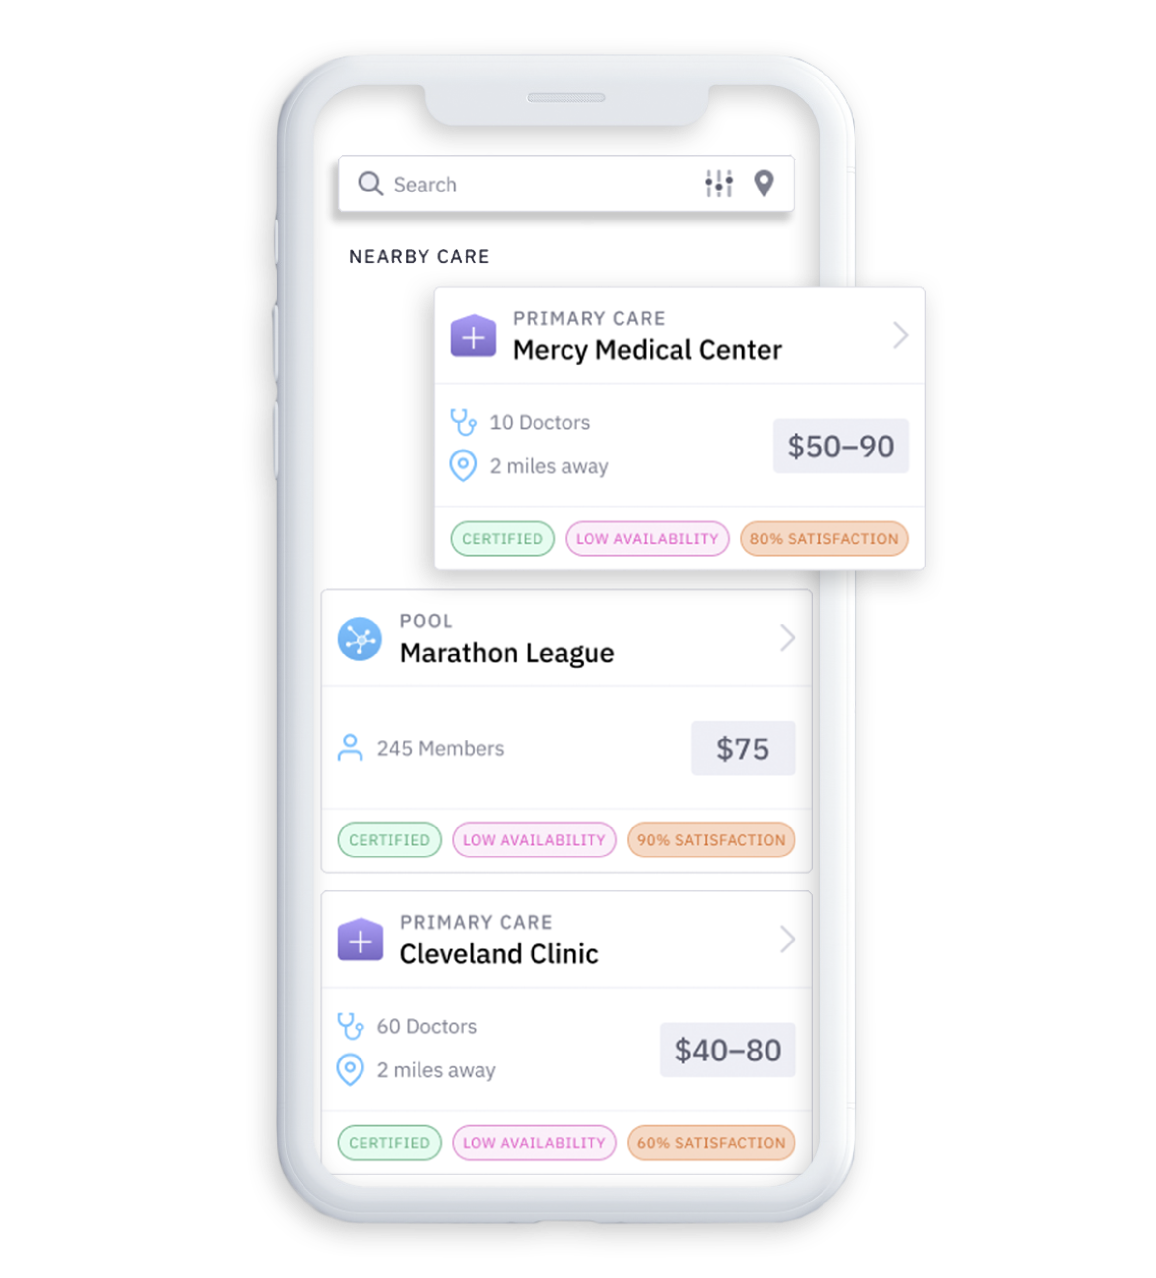 Search
NEARBY CARE
PRIMARY CARE
Mercy Medical Center
10 Doctors
2 miles away
$50–90
CERTIFIED LOW AVAILABILITY 80% SATISFACTION
POOL
Marathon League
245 Members
$75
CERTIFIED LOW AVAILABILITY 90% SATISFACTION
PRIMARY CARE
Cleveland Clinic
60 Doctors
2 miles away
$40–80
CERTIFIED LOW AVAILABILITY 60% SATISFACTION